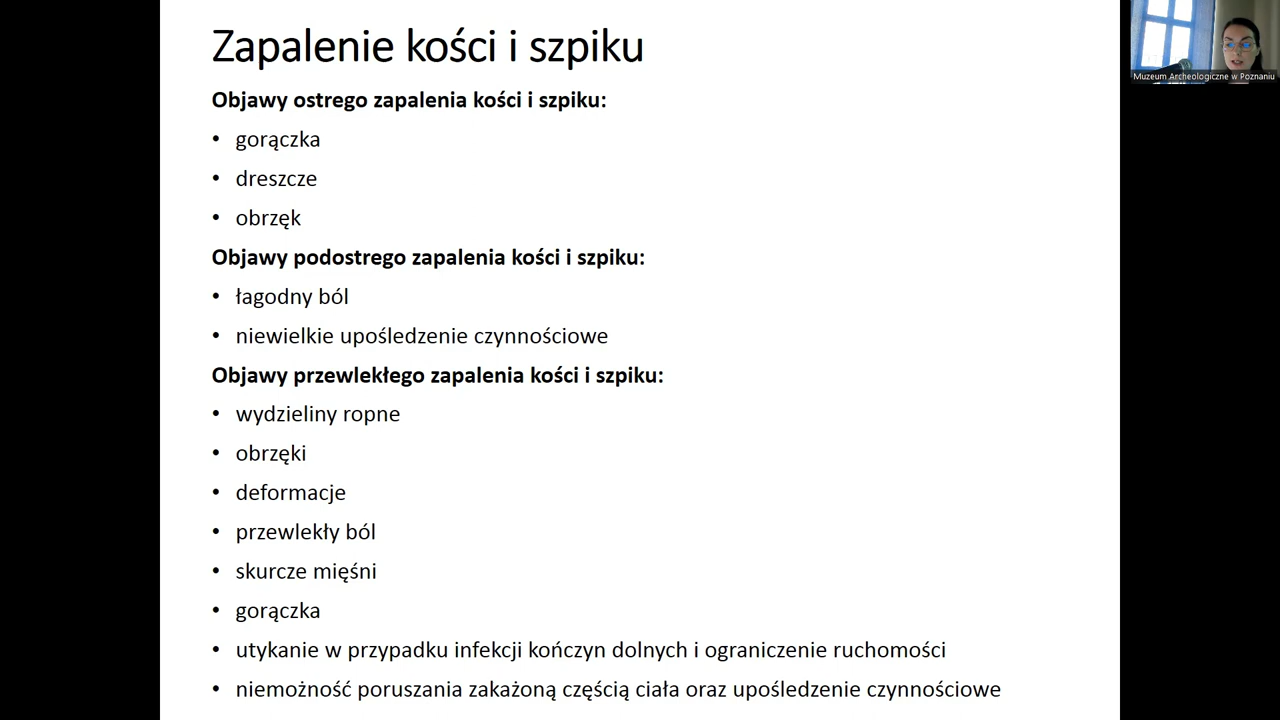 Zapalenie kości i szpiku
Muzeum Archeologiczne w Poznaniu
Objawy ostrego zapalenia kości i szpiku:
• gorączka
• dreszcze
• obrzęk
Objawy podostrego zapalenia kości i szpiku:
• łagodny ból
• niewielkie upośledzenie czynnościowe
Objawy przewlekłego zapalenia kości i szpiku:
• wydzieliny ropne
• obrzęki
• deformacje
• przewlekły ból
• skurcze mięśni
• gorączka
• utykanie w przypadku infekcji kończyn dolnych i ograniczenie ruchomości
• niemożność poruszania zakażoną częścią ciała oraz upośledzenie czynnościowe